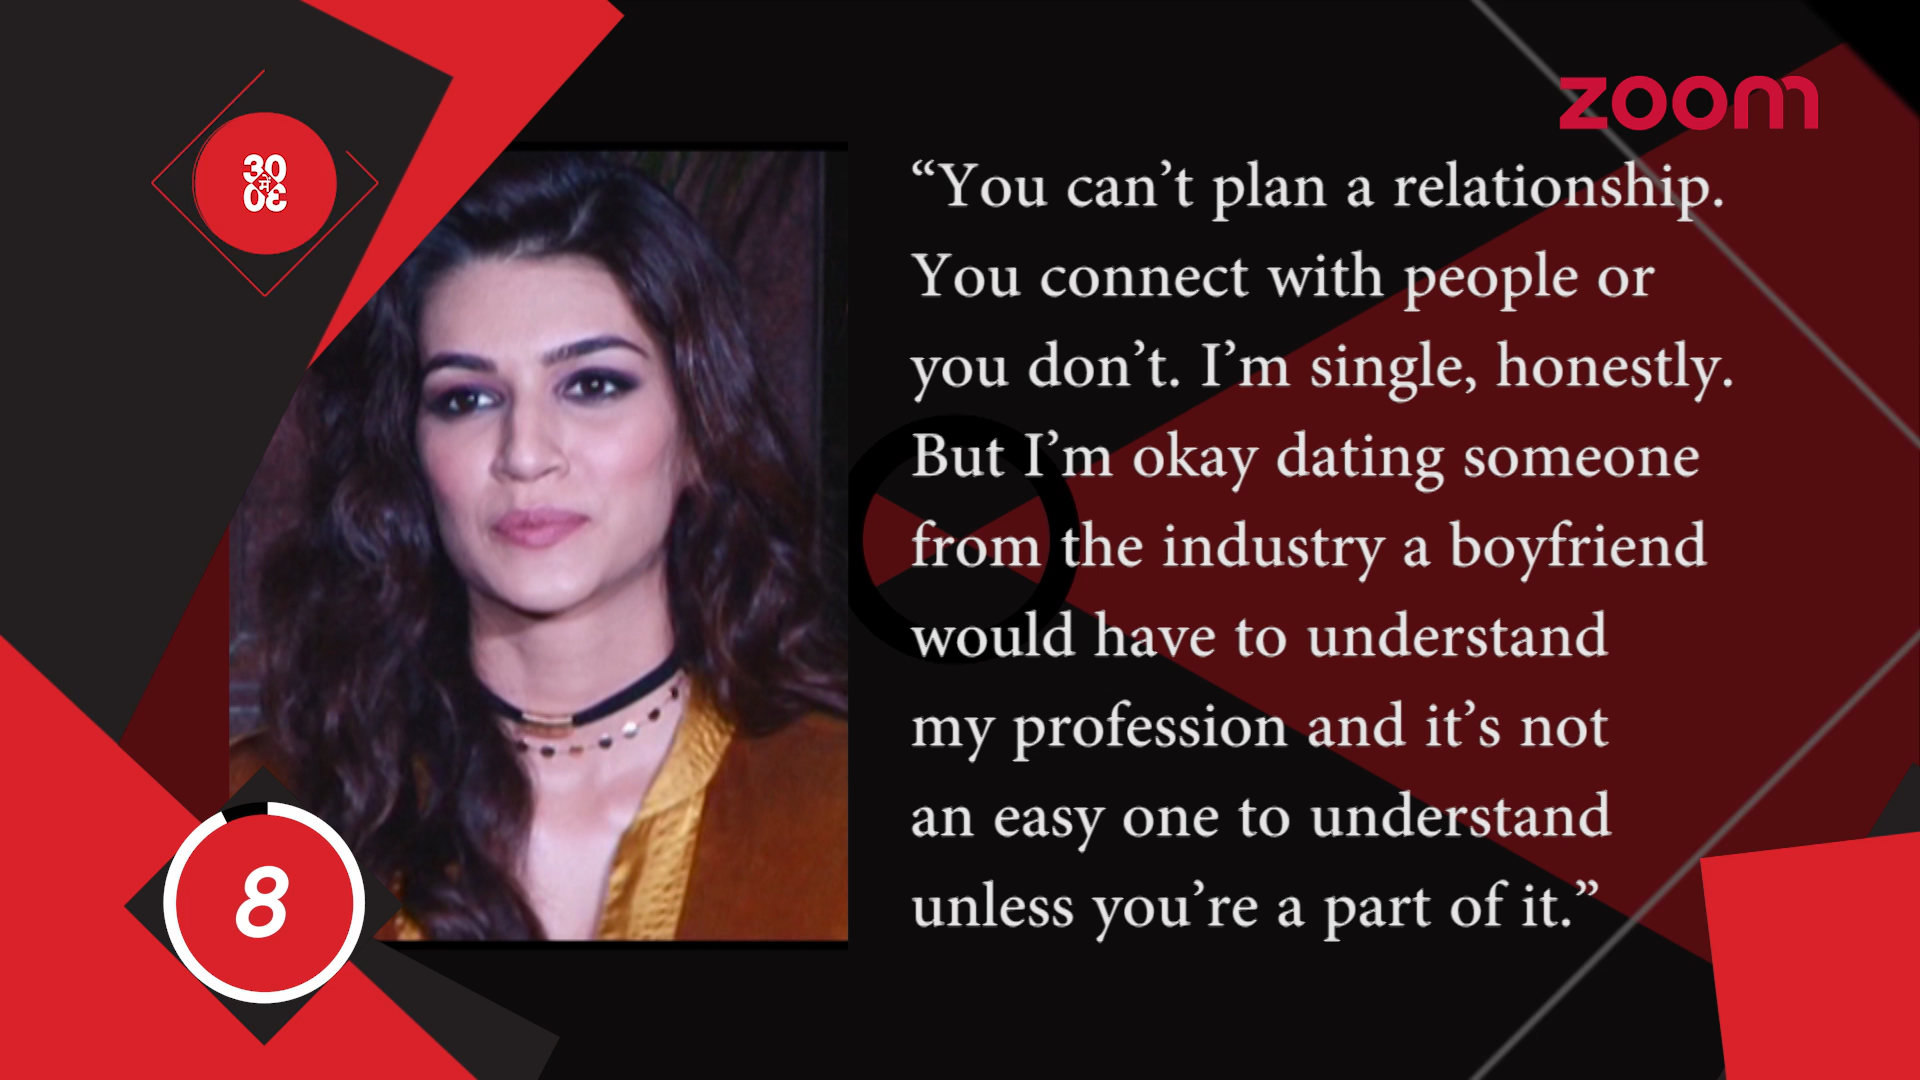 30
में
30
zoom
“You can’t plan a relationship.
You connect with people or
you don’t. I’m single, honestly.
But I’m okay dating someone
from the industry a boyfriend
would have to understand
my profession and it’s not
an easy one to understand
unless you’re a part of it.”
8